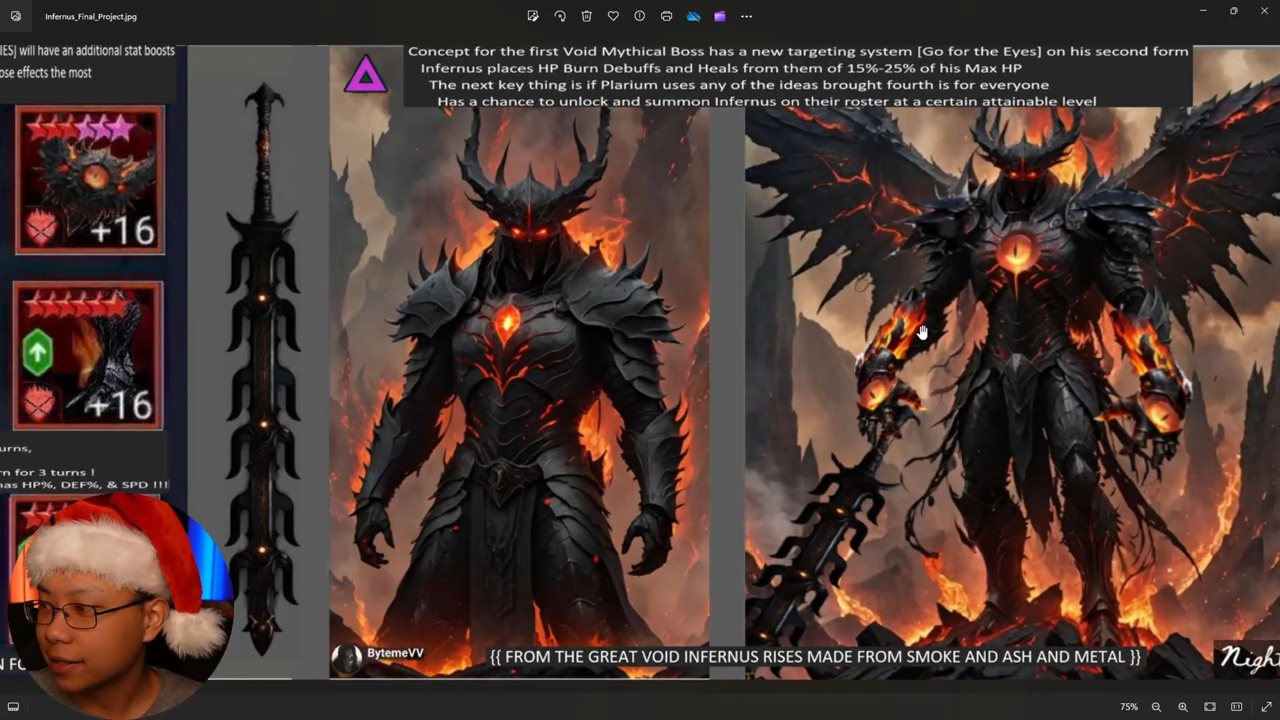 Infernus_Final_Project.jpg
IES] will have an additional stat boosts
ose effects the most
Concept for the first Void Mythical Boss has a new targeting system [Go for the Eyes] on his second form
Infernus places HP Burn Debuffs and Heals from them of 15%-25% of his Max HP
The next key thing is if Plarium uses any of the ideas brought fourth is for everyone
Has a chance to unlock and summon Infernus on their roster at a certain attainable level
+16
+16
urns,
rn for 3 turns !
has HP%, DEF%, & SPD !!!
BytemeVV
{{ FROM THE GREAT VOID INFERNUS RISES MADE FROM SMOKE AND ASH AND METAL }}
Night
75%